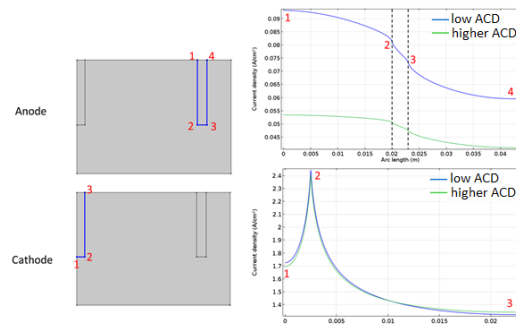 Anode
1 4
2 3
Current density (A/cm²)
0.09
0.085
0.08
0.075
0.07
0.065
0.06
0.055
0.05
0.045
1
2
3
4
low ACD
higher ACD
0 0.005 0.01 0.015 0.02 0.025 0.03 0.035 0.04
Arc length (m)
Cathode
3
1 2
Current density (A/cm²)
2.4
2.3
2.2
2.1
2
1.9
1.8
1.7
1.6
1.5
1.4
1
2
3
low ACD
higher ACD
0 0.005 0.01 0.015 0.02